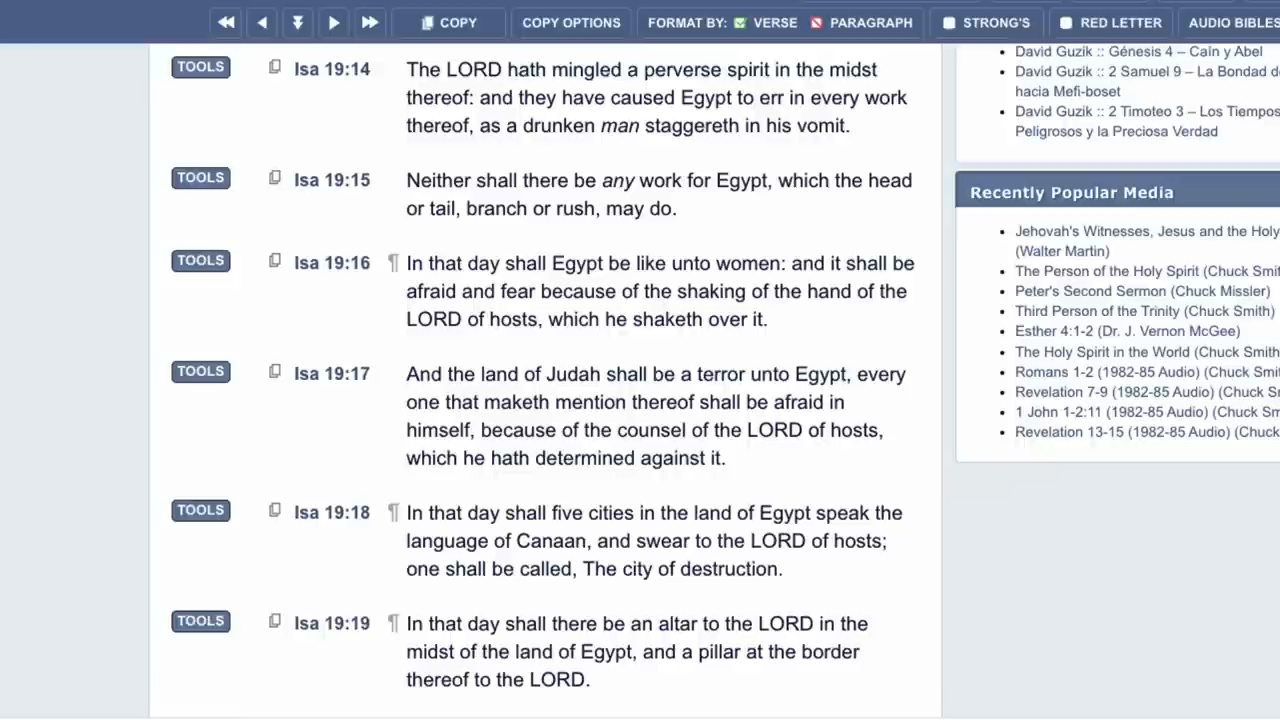 COPY COPY OPTIONS FORMAT BY: VERSE PARAGRAPH STRONG'S RED LETTER AUDIO BIBLES
TOOLS Isa 19:14 The LORD hath mingled a perverse spirit in the midst
thereof: and they have caused Egypt to err in every work
thereof, as a drunken man staggereth in his vomit.
TOOLS Isa 19:15 Neither shall there be any work for Egypt, which the head
or tail, branch or rush, may do.
TOOLS Isa 19:16 ¶ In that day shall Egypt be like unto women: and it shall be
afraid and fear because of the shaking of the hand of the
LORD of hosts, which he shaketh over it.
TOOLS Isa 19:17 And the land of Judah shall be a terror unto Egypt, every
one that maketh mention thereof shall be afraid in
himself, because of the counsel of the LORD of hosts,
which he hath determined against it.
TOOLS Isa 19:18 ¶ In that day shall five cities in the land of Egypt speak the
language of Canaan, and swear to the LORD of hosts;
one shall be called, The city of destruction.
TOOLS Isa 19:19 ¶ In that day shall there be an altar to the LORD in the
midst of the land of Egypt, and a pillar at the border
thereof to the LORD.
David Guzik :: Génesis 4 – Caín y Abel
David Guzik :: 2 Samuel 9 – La Bondad
hacia Mefi-boset
David Guzik :: 2 Timoteo 3 – Los Tiempos
Peligrosos y la Preciosa Verdad
Recently Popular Media
Jehovah's Witnesses, Jesus and the Holy
(Walter Martin)
The Person of the Holy Spirit (Chuck
Peter's Second Sermon (Chuck Missler)
Third Person of the Trinity (Chuck Smith)
Esther 4:1-2 (Dr. J. Vernon McGee)
The Holy Spirit in the World (Chuck Smith
Romans 1-2 (1982-85 Audio) (Chuck
Revelation 7-9 (1982-85 Audio) (Chuck
1 John 1-2:11 (1982-85 Audio) (Chuck
Revelation 13-15 (1982-85 Audio) (Chuck